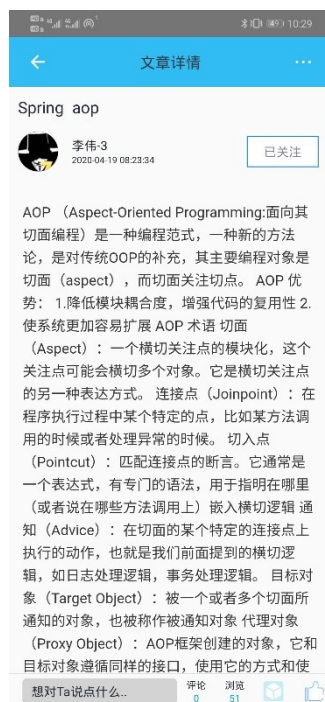 10:29
文章详情
Spring aop
李伟-3
2020-04-19 08:23:34
已关注
AOP （Aspect-Oriented Programming:面向其
切面编程）是一种编程范式，一种新的方法
论，是对传统OOP的补充，其主要编程对象是
切面（aspect），而切面关注切点。 AOP 优
势： 1.降低模块耦合度，增强代码的复用性 2.
使系统更加容易扩展 AOP 术语 切面
（Aspect）：一个横切关注点的模块化，这个
关注点可能会横切多个对象。它是横切关注点
的另一种表达方式。 连接点（Joinpoint）：在
程序执行过程中某个特定的点，比如某方法调
用的时候或者处理异常的时候。 切入点
（Pointcut）：匹配连接点的断言。它通常是
一个表达式，有专门的语法，用于指明在哪里
（或者说在哪些方法调用上）嵌入横切逻辑 通
知（Advice）：在切面的某个特定的连接点上
执行的动作，也就是我们前面提到的横切逻
辑，如日志处理逻辑，事务处理逻辑。 目标对
象（Target Object）：被一个或者多个切面所
通知的对象，也被称作被通知对象 代理对象
（Proxy Object）：AOP框架创建的对象，它和
目标对象遵循同样的接口，使用它的方式和使
想对Ta说点什么..
评论
0
浏览
51